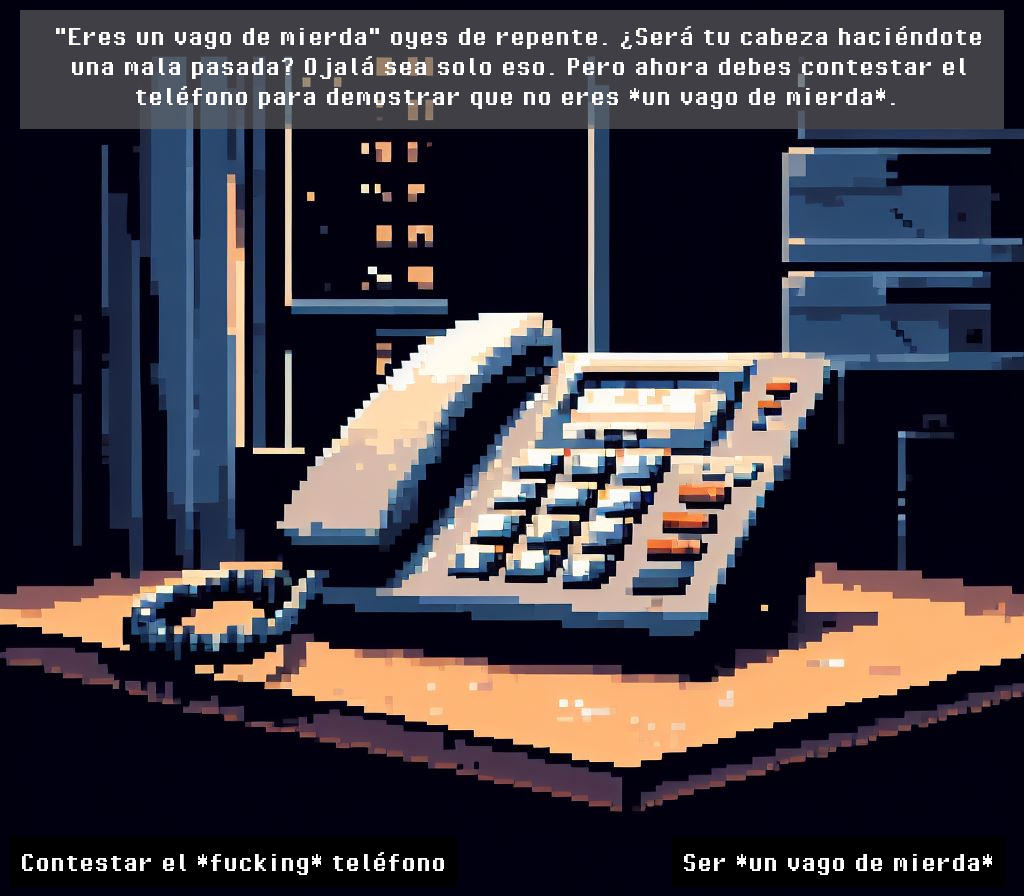 "Eres un vago de mierda" oyes de repente. ¿Será tu cabeza haciéndote
una mala pasada? Ojalá sea solo eso. Pero ahora debes contestar el
teléfono para demostrar que no eres *un vago de mierda*.
Contestar el *fucking* teléfono
Ser *un vago de mierda*